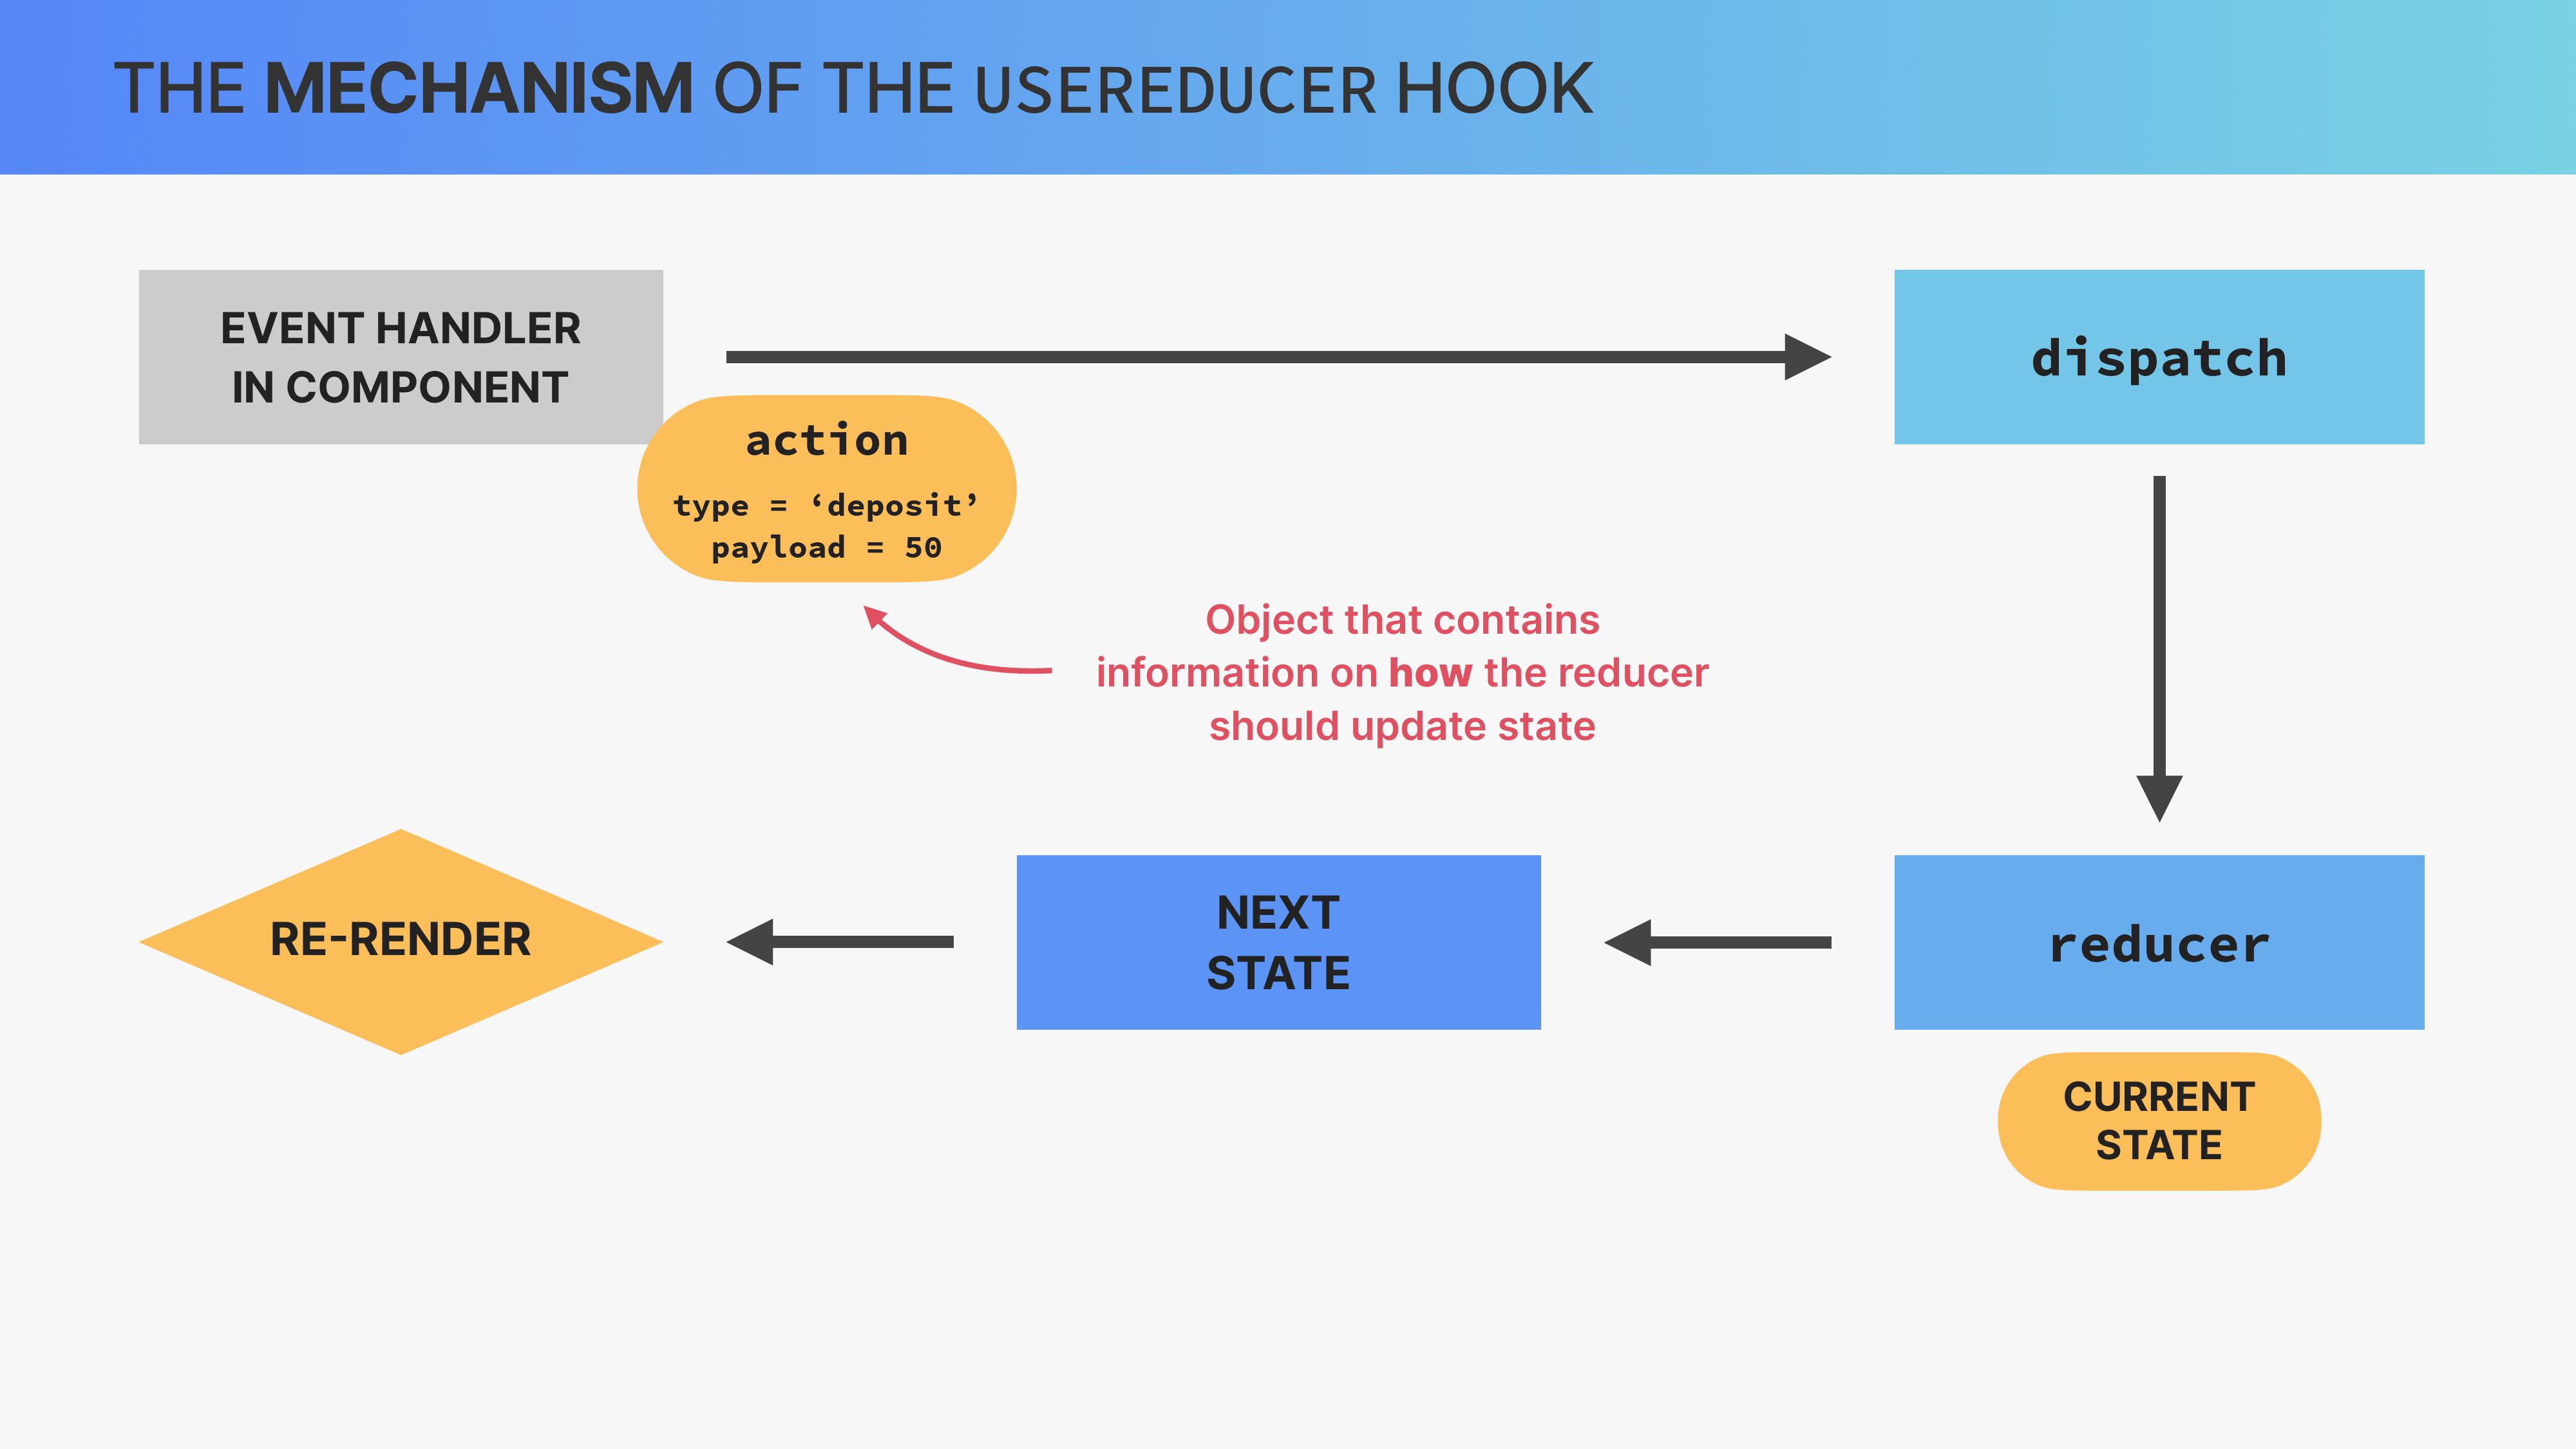 THE MECHANISM OF THE USEREDUCER HOOK
EVENT HANDLER
IN COMPONENT
dispatch
action
type = ‘deposit’
payload = 50
Object that contains
information on how the reducer
should update state
RE-RENDER
NEXT
STATE
reducer
CURRENT
STATE